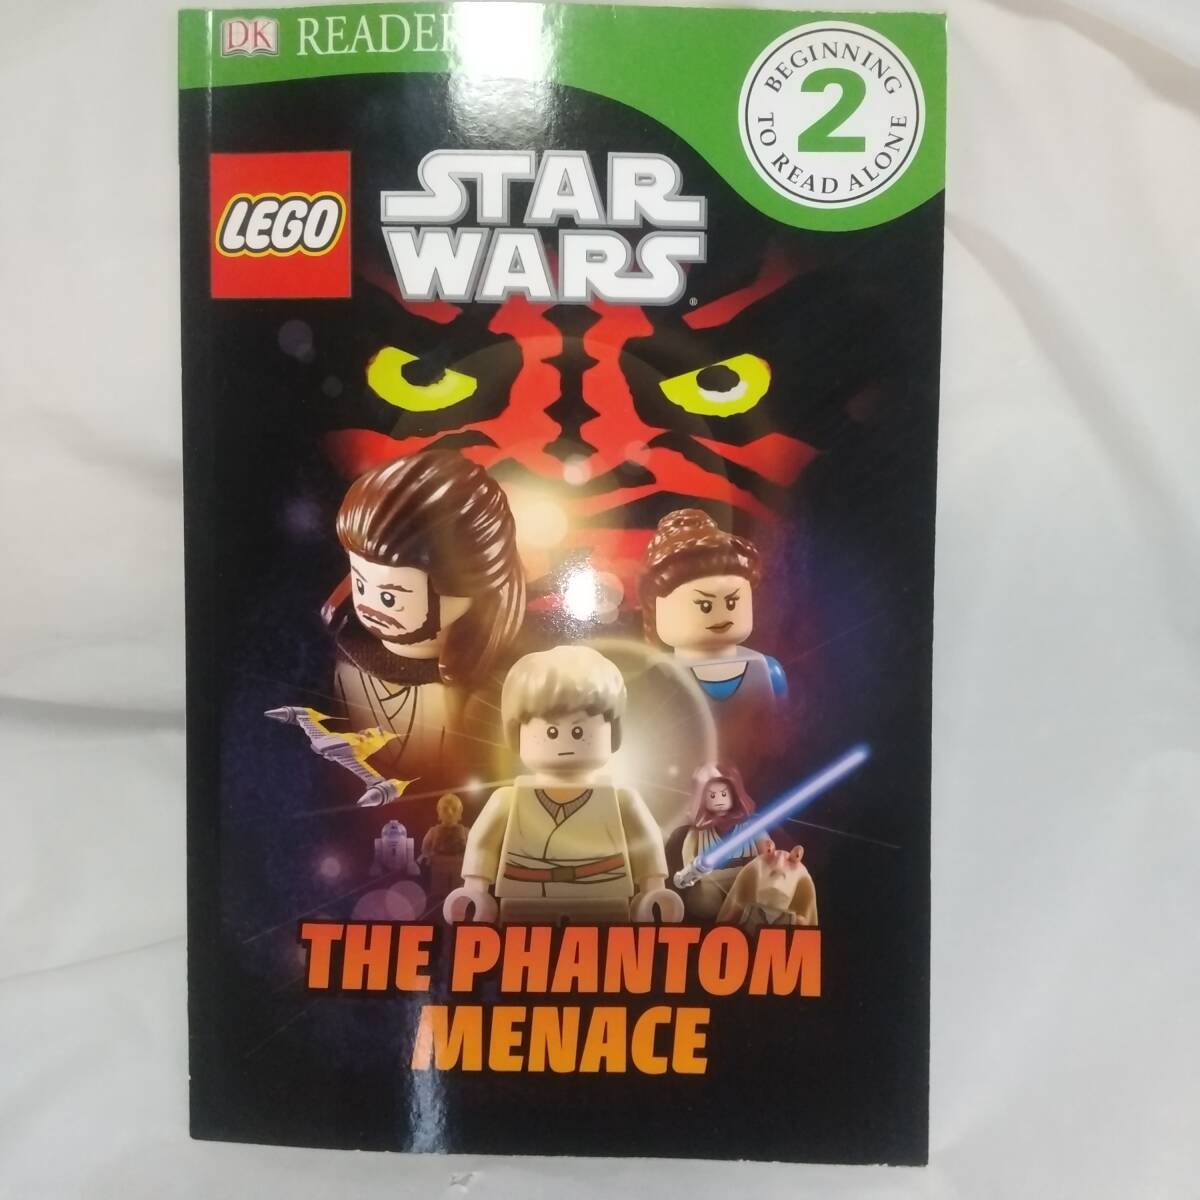 DK READER
BEGINNING
2
TO READ ALONE
LEGO
STAR
WARS
®
THE PHANTOM
MENACE